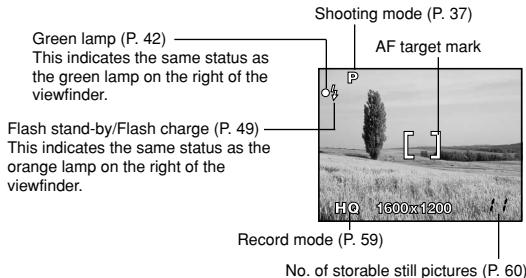 Shooting mode (P. 37)
Green lamp (P. 42)
This indicates the same status as
the green lamp on the right of the
viewfinder.
AF target mark
P
Flash stand-by/Flash charge (P. 49)
This indicates the same status as the
orange lamp on the right of the
viewfinder.
HQ 1600x1200 11
Record mode (P. 59)
No. of storable still pictures (P. 60)